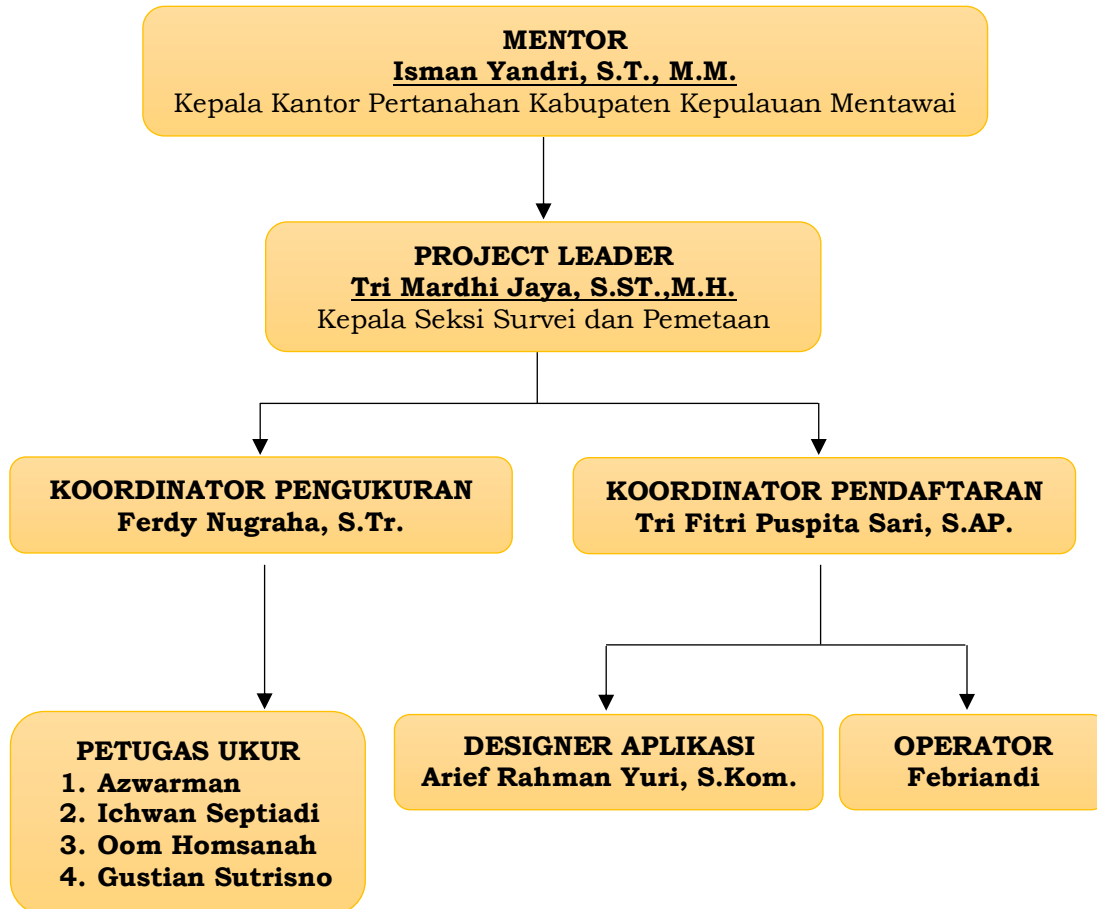 MENTOR
Isman Yandri, S.T., M.M.
Kepala Kantor Pertanahan Kabupaten Kepulauan Mentawai
PROJECT LEADER
Tri Mardhi Jaya, S.ST.,M.H.
Kepala Seksi Survei dan Pemetaan
KOORDINATOR PENGUKURAN
Ferdy Nugraha, S.Tr.
KOORDINATOR PENDAFTARAN
Tri Fitri Puspita Sari, S.AP.
PETUGAS UKUR
1. Azwarman
2. Ichwan Septiadi
3. Oom Homsanah
4. Gustian Sutrisno
DESIGNER APLIKASI
Arief Rahman Yuri, S.Kom.
OPERATOR
Febriandi